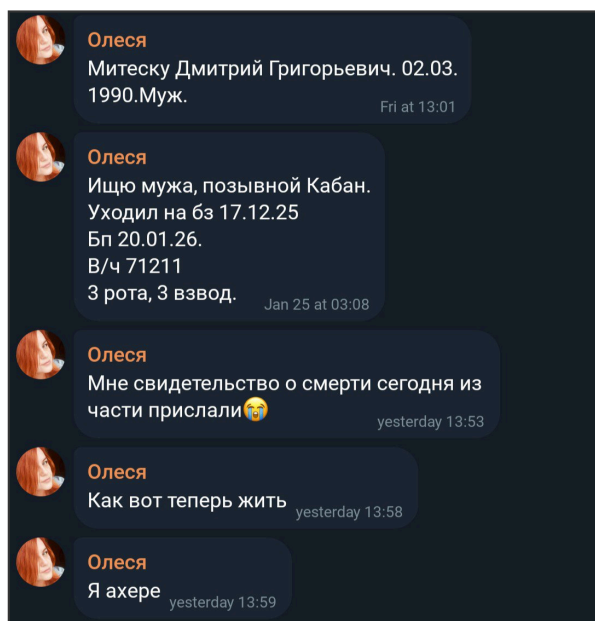 Олеся
Митеску Дмитрий Григорьевич. 02.03.
1990.Муж.
Fri at 13:01
Олеся
Ищю мужа, позывной Кабан.
Уходил на бз 17.12.25
Бп 20.01.26.
В/ч 71211
3 рота, 3 взвод.
Jan 25 at 03:08
Олеся
Мне свидетельство о смерти сегодня из
части прислали😭
yesterday 13:53
Олеся
Как вот теперь жить
yesterday 13:58
Олеся
Я ахере
yesterday 13:59